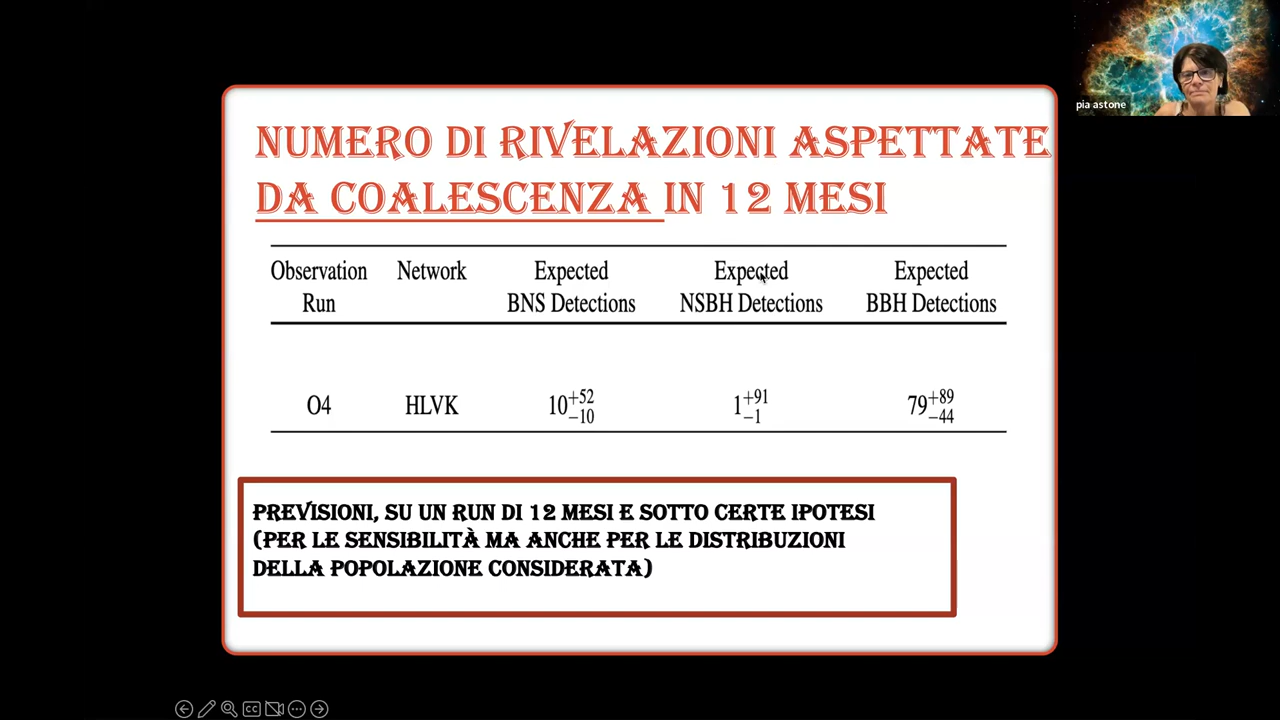 pia astone
NUMERO DI RIVELAZIONI ASPETTATE
DA COALESCENZA IN 12 MESI
Observation Run Network Expected BNS Detections Expected NSBH Detections Expected BBH Detections
O4 HLVK 10+52−10 1+91−1 79+89−44
PREVISIONI, SU UN RUN DI 12 MESI E SOTTO CERTE IPOTESI
(PER LE SENSIBILITÀ MA ANCHE PER LE DISTRIBUZIONI
DELLA POPOLAZIONE CONSIDERATA)
CC